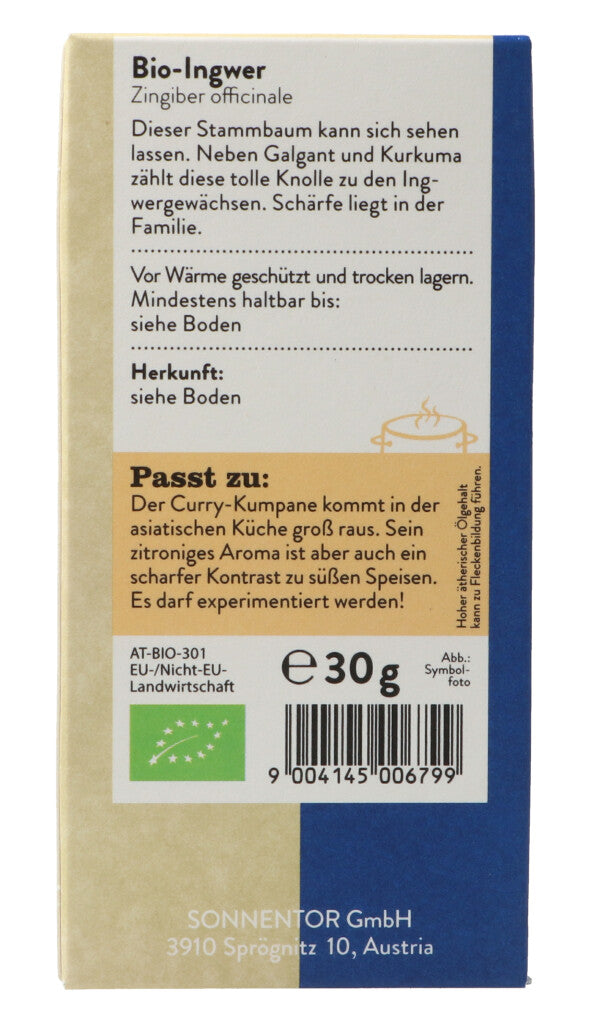 Bio-Ingwer
Zingiber officinale
Dieser Stammbaum kann sich sehen
lassen. Neben Galgant und Kurkuma
zählt diese tolle Knolle zu den Ing-
wergewächsen. Schärfe liegt in der
Familie.
Vor Wärme geschützt und trocken lagern.
Mindestens haltbar bis:
siehe Boden
Herkunft:
siehe Boden
Passt zu:
Der Curry-Kumpane kommt in der
asiatischen Küche groß raus. Sein
zitroniges Aroma ist aber auch ein
scharfer Kontrast zu süßen Speisen.
Es darf experimentiert werden!
Hoher ätherischer Ölgehalt
kann zu Fleckenbildung führen.
AT-BIO-301
EU-/Nicht-EU-
Landwirtschaft
℮ 30 g
Abb.:
Symbol-
foto
9 004145 006799
SONNENTOR GmbH
3910 Sprögnitz 10, Austria